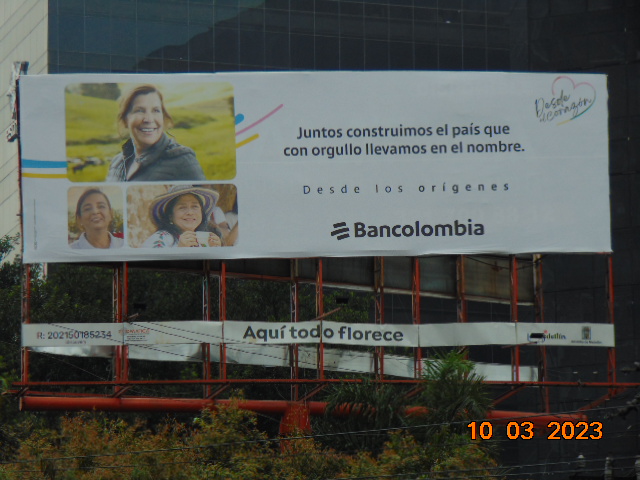 Desde
el corazón
Juntos construimos el país que
con orgullo llevamos en el nombre.
Desde los orígenes
Bancolombia
R: 202150185234
Aquí todo florece
10 03 2023